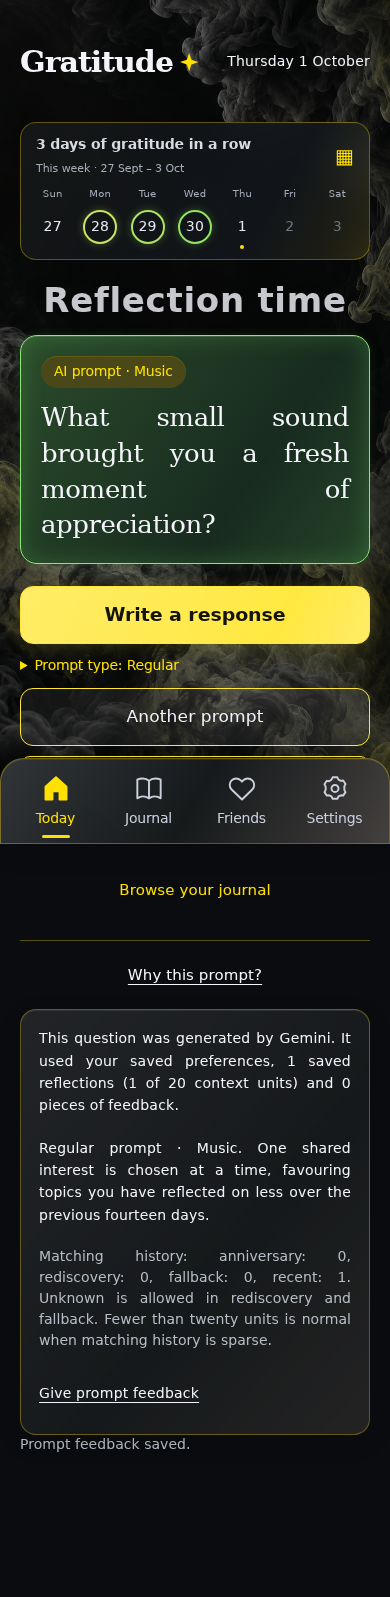 Gratitude
Thursday 1 October
3 days of gratitude in a row
This week · 27 Sept – 3 Oct
Sun Mon Tue Wed Thu Fri Sat
27 28 29 30 1 2 3
Reflection time
AI prompt · Music
What small sound
brought you a fresh
moment of
appreciation?
Write a response
Prompt type: Regular
Another prompt
Today Journal Friends Settings
Browse your journal
Why this prompt?
This question was generated by Gemini. It
used your saved preferences, 1 saved
reflections (1 of 20 context units) and 0
pieces of feedback.
Regular prompt · Music. One shared
interest is chosen at a time, favouring
topics you have reflected on less over the
previous fourteen days.
Matching history: anniversary: 0,
rediscovery: 0, fallback: 0, recent: 1.
Unknown is allowed in rediscovery and
fallback. Fewer than twenty units is normal
when matching history is sparse.
Give prompt feedback
Prompt feedback saved.